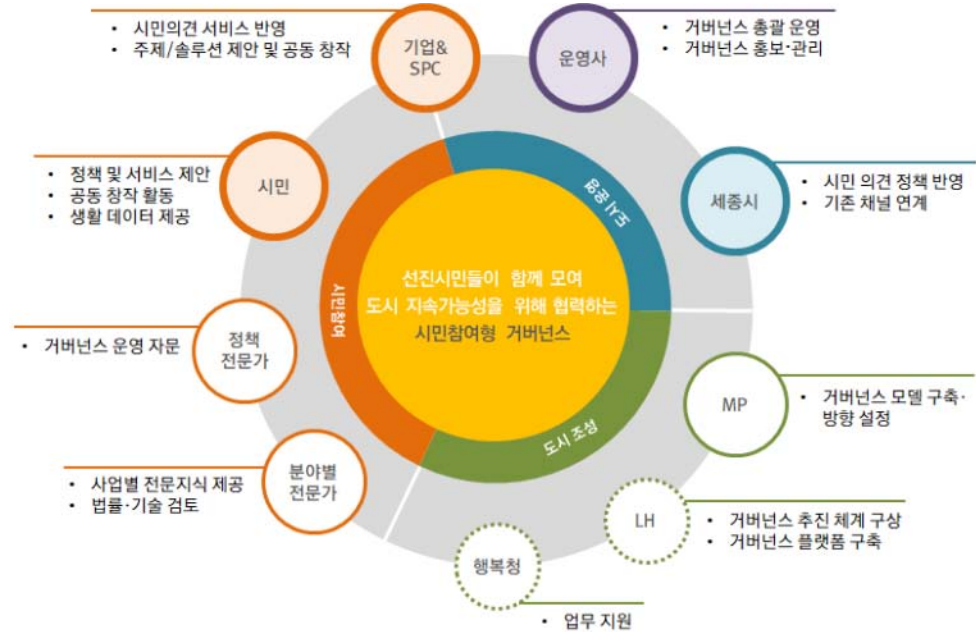 • 시민의견 서비스 반영
• 주제/솔루션 제안 및 공동 창작
기업&
SPC
운영사
• 거버넌스 총괄 운영
• 거버넌스 홍보·관리
• 정책 및 서비스 제안
• 공동 창작 활동
• 생활 데이터 제공
시민
세종시
• 시민 의견 정책 반영
• 기존 채널 연계
도시 운영
시민참여
선진시민들이 함께 모여
도시 지속가능성을 위해 협력하는
시민참여형 거버넌스
도시 조성
• 거버넌스 운영 자문
정책
전문가
MP
• 거버넌스 모델 구축·
방향 설정
• 사업별 전문지식 제공
• 법률·기술 검토
분야별
전문가
LH
• 거버넌스 추진 체계 구상
• 거버넌스 플랫폼 구축
행복청
• 업무 지원